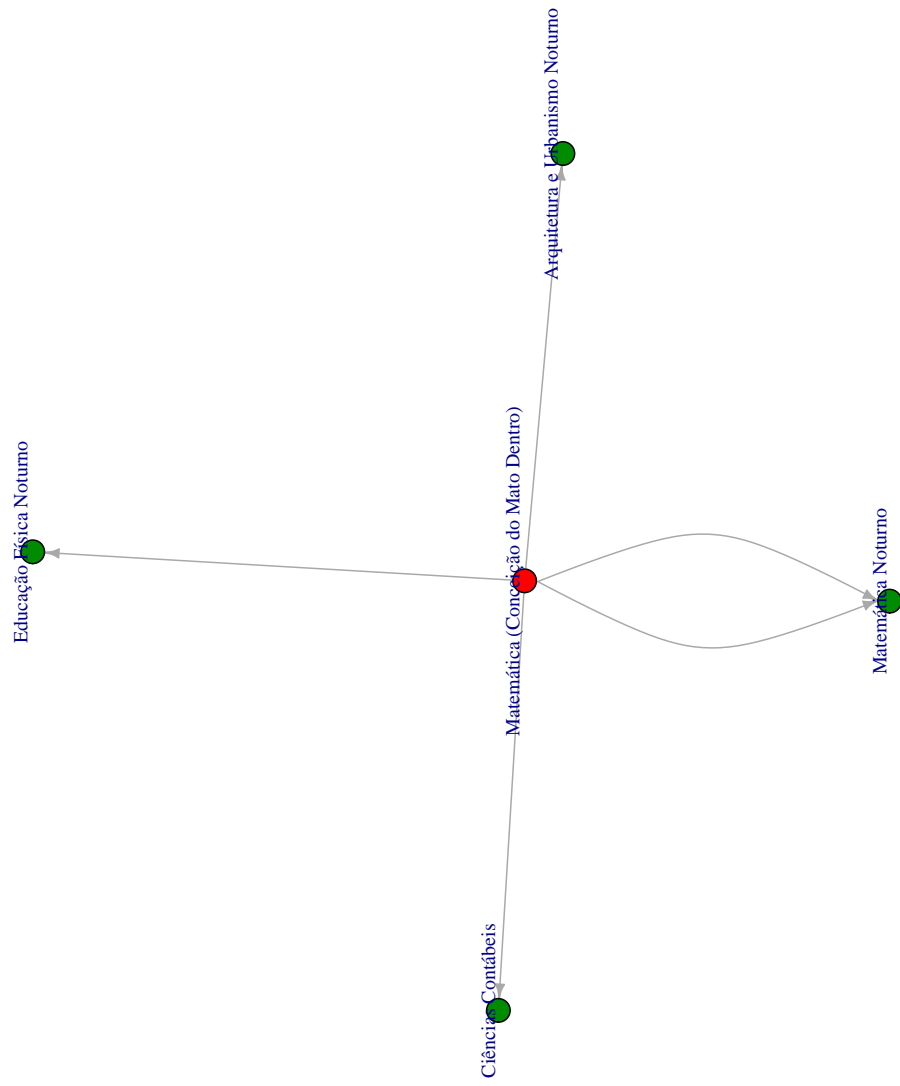 Educação Física Noturno
Ciências Contábeis
Matemática (Conceição do Mato Dentro)
Arquitetura e Urbanismo Noturno
Matemática Noturno